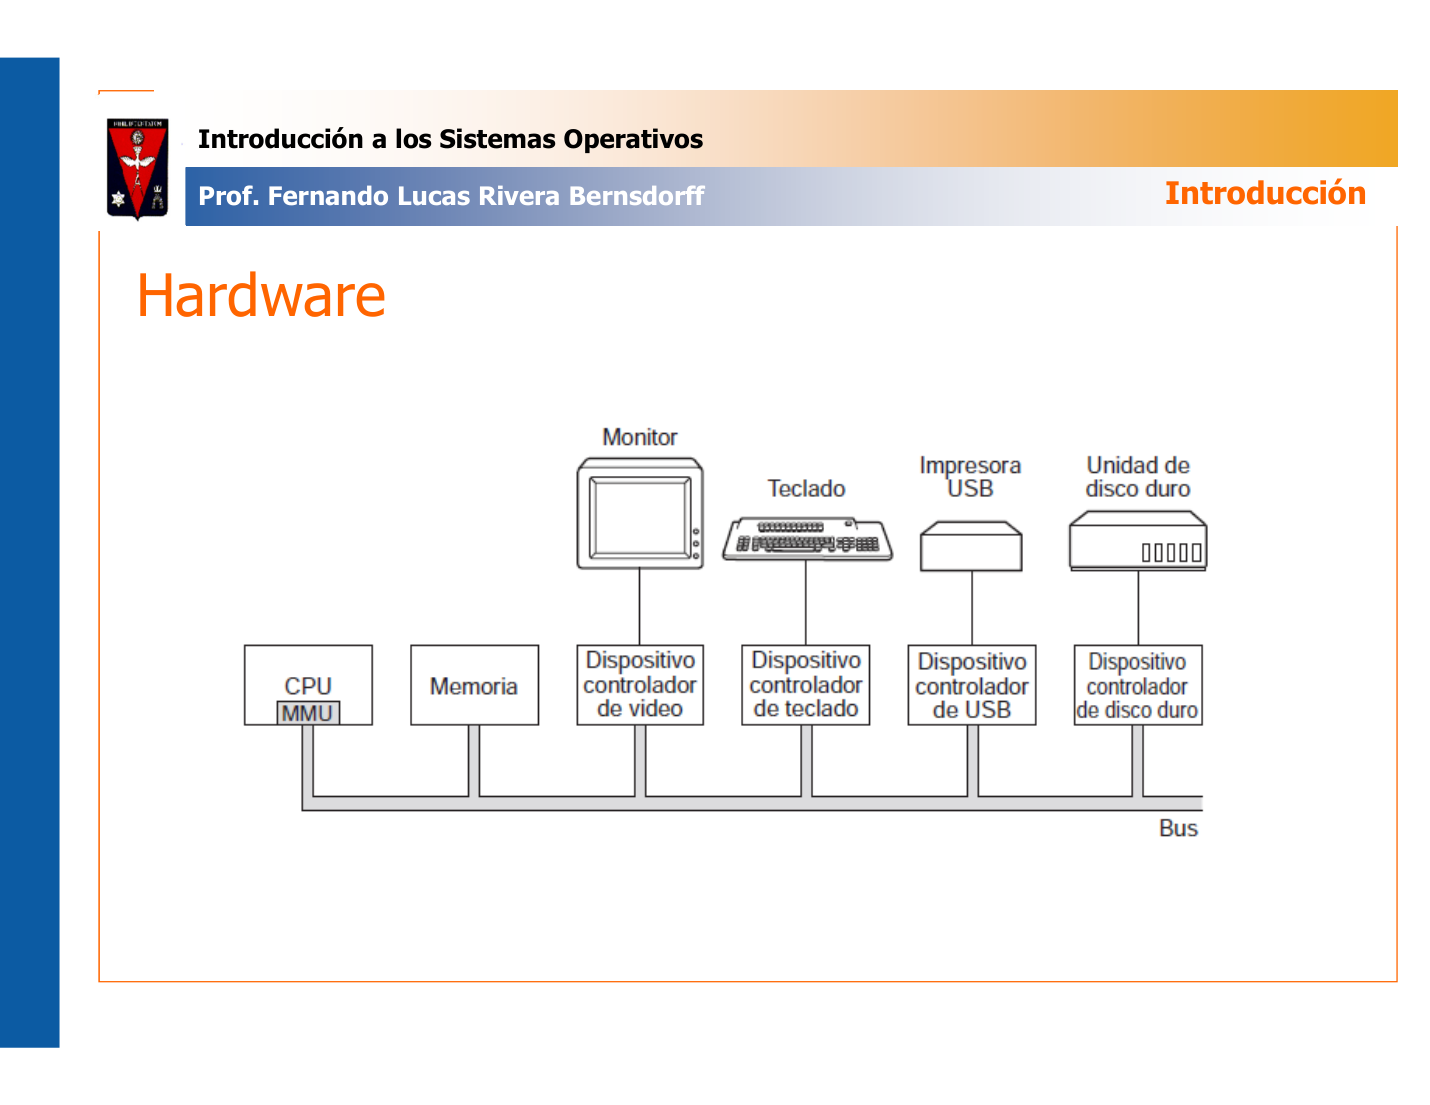 Introducción a los Sistemas Operativos
Prof. Fernando Lucas Rivera Bernsdorff
Introducción
Hardware
Monitor
Teclado
Impresora
USB
Unidad de
disco duro
CPU
MMU
Memoria
Dispositivo
controlador
de video
Dispositivo
controlador
de teclado
Dispositivo
controlador
de USB
Dispositivo
controlador
de disco duro
Bus